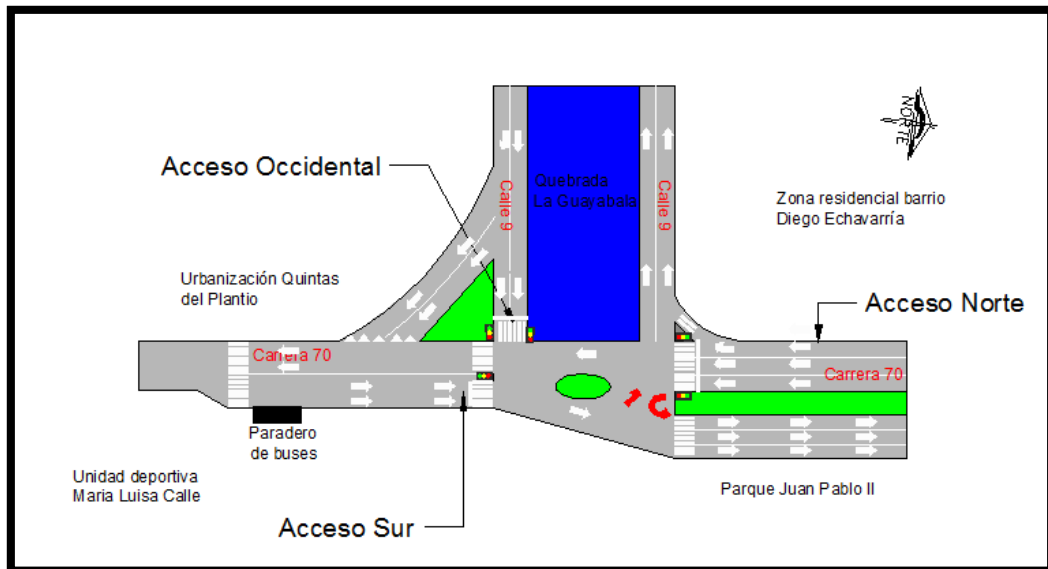 NORTE
Acceso Occidental
Calle 9
Quebrada
La Guayabala
Calle 9
Zona residencial barrio
Diego Echavarría
Urbanización Quintas
del Plantio
Acceso Norte
Carrera 70
Carrera 70
Paradero
de buses
Unidad deportiva
Maria Luisa Calle
Parque Juan Pablo II
Acceso Sur